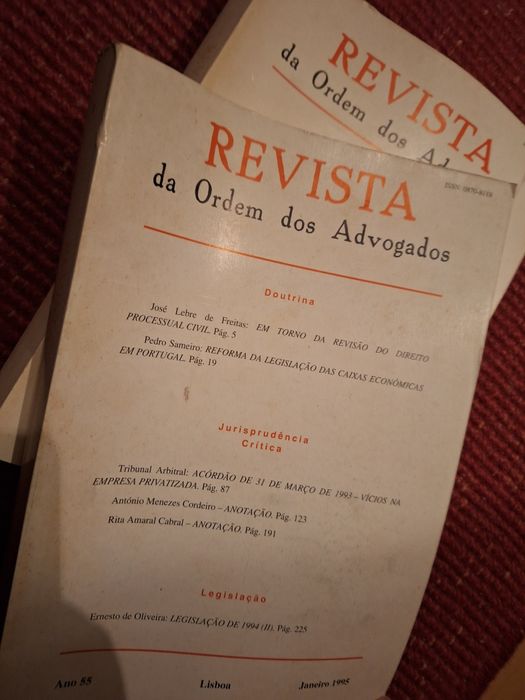 REVISTA
da Ordem dos
REVISTA
da Ordem dos Advogados
Doutrina
José Lebre de Freitas: EM TORNO DA REVISÃO DO DIREITO
PROCESSUAL CIVIL. Pág. 5
Pedro Sameiro: REFORMA DA LEGISLAÇÃO DAS CAIXAS ECONÓMICAS
EM PORTUGAL. Pág. 19
Jurisprudência
Crítica
Tribunal Arbitral: ACÓRDÃO DE 31 DE MARÇO DE 1993 – VÍCIOS NA
EMPRESA PRIVATIZADA. Pág. 87
António Menezes Cordeiro – ANOTAÇÃO. Pág. 123
Rita Amaral Cabral – ANOTAÇÃO. Pág. 191
Legislação
Ernesto de Oliveira: LEGISLAÇÃO DE 1994 (II). Pág. 225
Ano 55 Lisboa Janeiro 1995